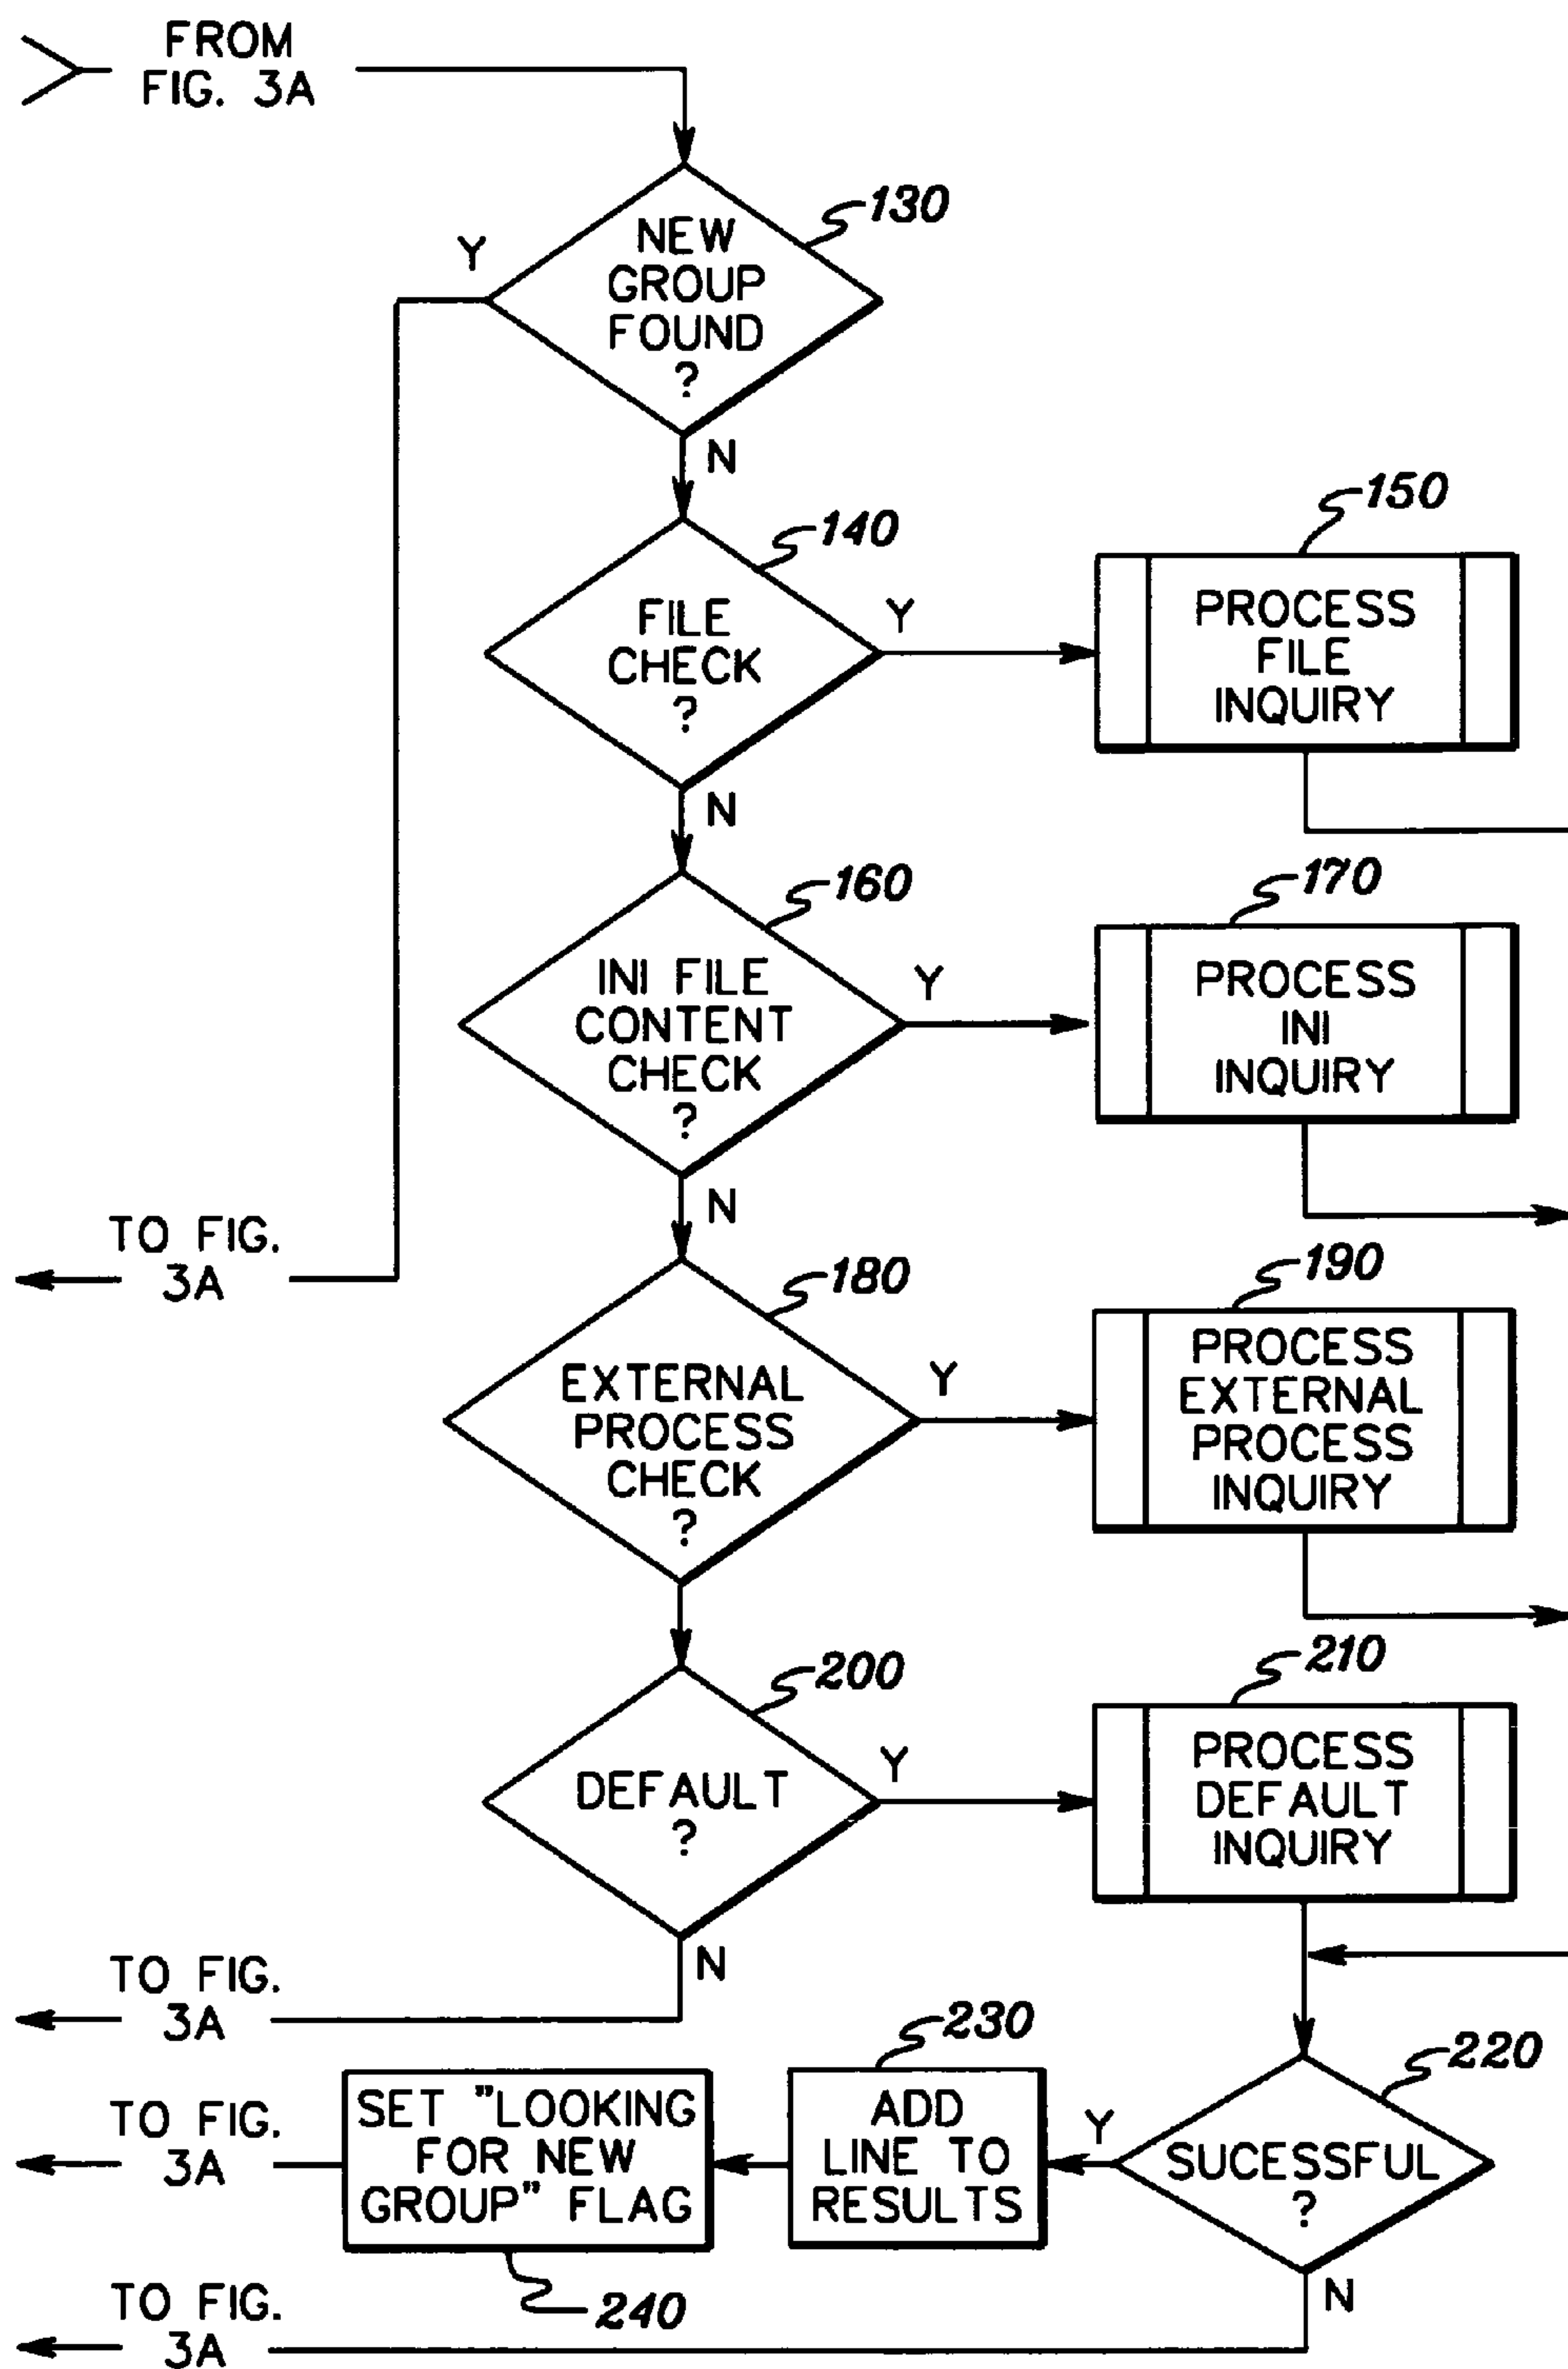 FROM
FIG. 3A
130
Y
NEW
GROUP
FOUND
?
N
140
FILE
CHECK
?
Y
150
PROCESS
FILE
INQUIRY
N
160
INI FILE
CONTENT
CHECK
?
Y
170
PROCESS
INI
INQUIRY
N
TO FIG.
3A
180
EXTERNAL
PROCESS
CHECK
?
Y
190
PROCESS
EXTERNAL
PROCESS
INQUIRY
200
DEFAULT
?
Y
210
PROCESS
DEFAULT
INQUIRY
N
TO FIG.
3A
220
SUCESSFUL
?
Y
230
ADD
LINE TO
RESULTS
SET "LOOKING
FOR NEW
GROUP" FLAG
240
TO FIG.
3A
N
TO FIG.
3A